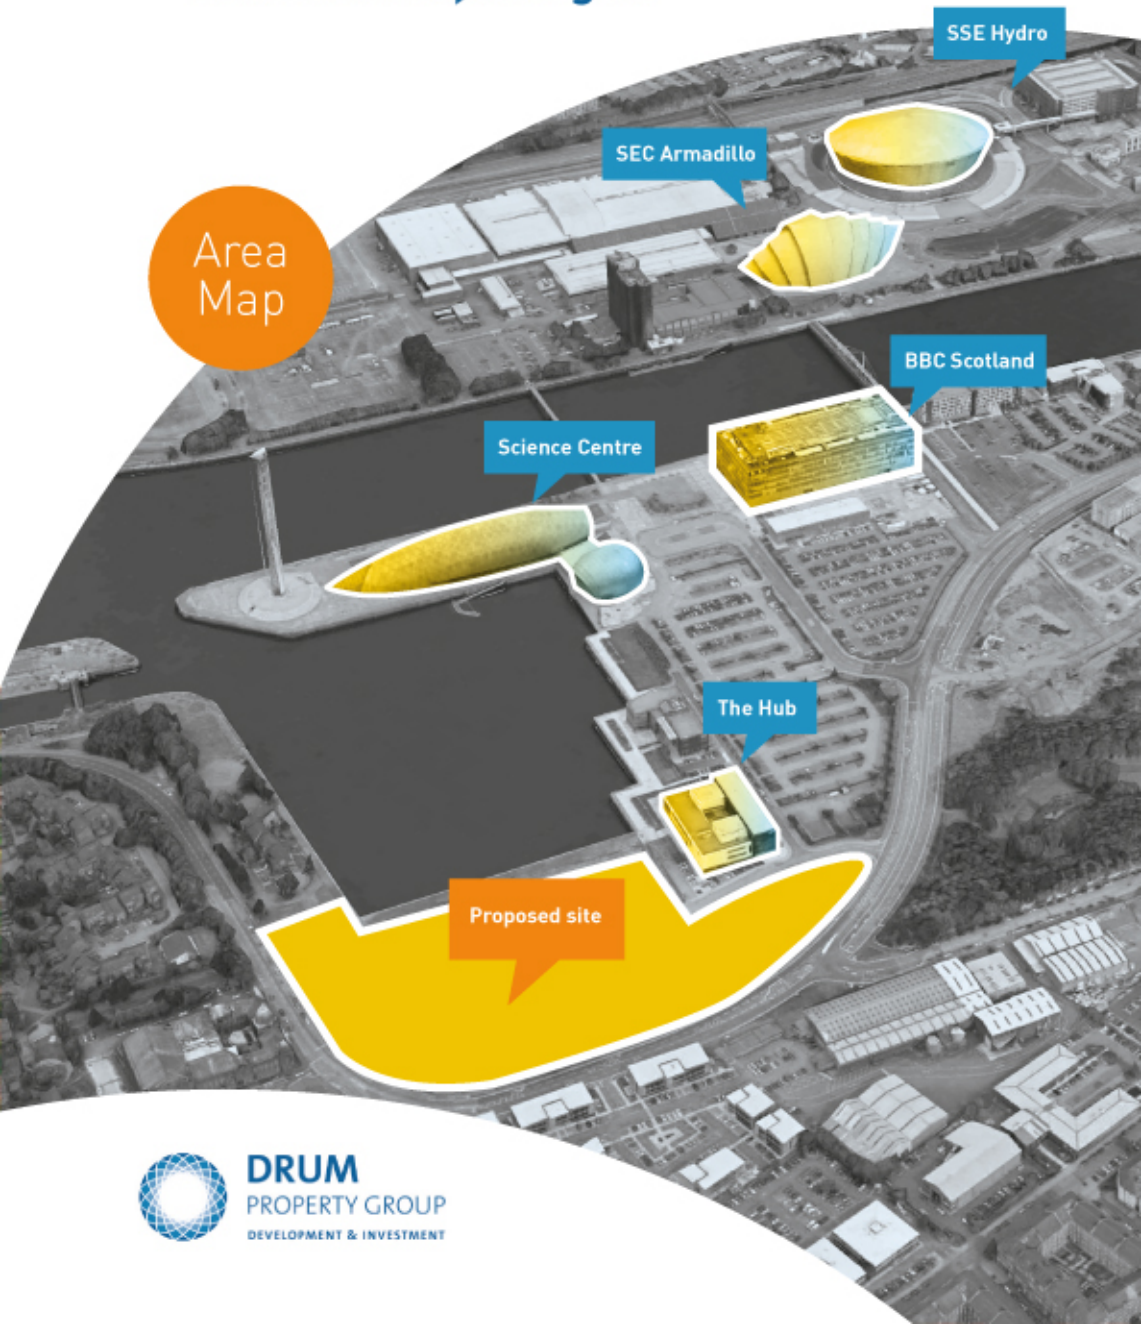 SSE Hydro
SEC Armadillo
Area
Map
BBC Scotland
Science Centre
The Hub
Proposed site
DRUM
PROPERTY GROUP
DEVELOPMENT & INVESTMENT